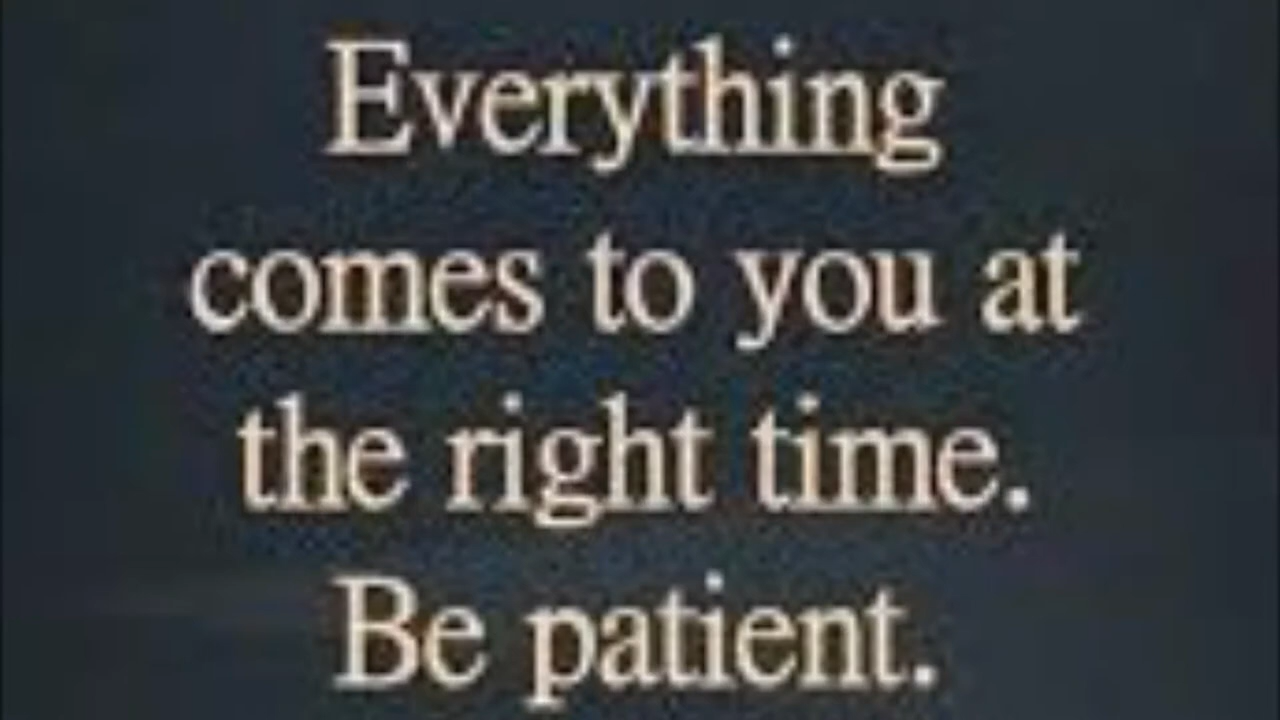 Everything
comes to you at
the right time.
Be patient.